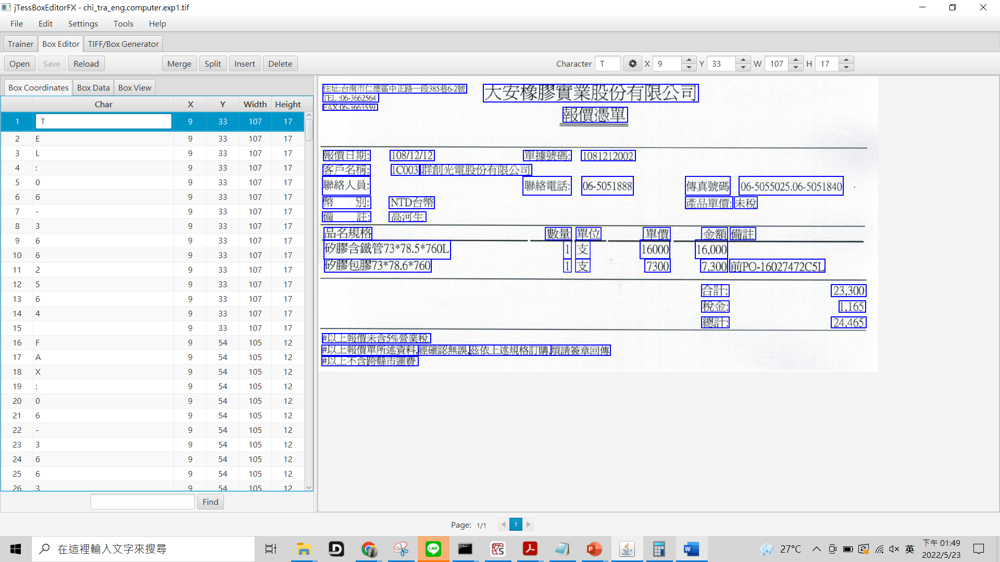 jTessBoxEditorFX - chi_tra_eng.computer.exp1.tif
File Edit Settings Tools Help
Trainer Box Editor TIFF/Box Generator
Open Save Reload Merge Split Insert Delete Character T X 9 Y 33 W 107 H 17
Box Coordinates Box Data Box View
Char X Y Width Height
1 T 9 33 107 17
2 E 9 33 107 17
3 L 9 33 107 17
4 : 9 33 107 17
5 0 9 33 107 17
6 6 9 33 107 17
7 - 9 33 107 17
8 3 9 33 107 17
9 6 9 33 107 17
10 6 9 33 107 17
11 2 9 33 107 17
12 5 9 33 107 17
13 6 9 33 107 17
14 4 9 33 107 17
15 9 33 107 17
16 F 9 54 105 12
17 A 9 54 105 12
18 X 9 54 105 12
19 : 9 54 105 12
20 0 9 54 105 12
21 6 9 54 105 12
22 - 9 54 105 12
23 3 9 54 105 12
24 6 9 54 105 12
25 6 9 54 105 12
26 3 9 54 105 12
Find
住址:台南市仁德區中正路一段385巷6-2號
TEL :06-3662564
FAX:06-3663559
大安橡膠實業股份有限公司
報價憑單
報價日期: 108/12/12 單據號碼: 1081212002
客戶名稱: 1C003 群創光電股份有限公司
聯絡人員: 聯絡電話: 06-5051888 傳真號碼 06-5055025.06-5051840
幣 別: NTD台幣 產品單價: 未稅
備 註: 高河生
品名規格 數量 單位 單價 金額 備註
矽膠含鐵管73*78.5*760L 1 支 16000 16,000
矽膠包膠73*78.6*760 1 支 7300 7,300 前PO-16027472C5L
合計: 23,300
稅金: 1,165
總計: 24,465
#以上報價未含5%營業稅
#以上報價單所述資料,經確認無誤,茲依上述規格訂購,煩請簽章回傳
#以上不含跨縣市運費
Page: 1/1 1
在這裡輸入文字來搜尋
27°C 英 下午 01:49
2022/5/23